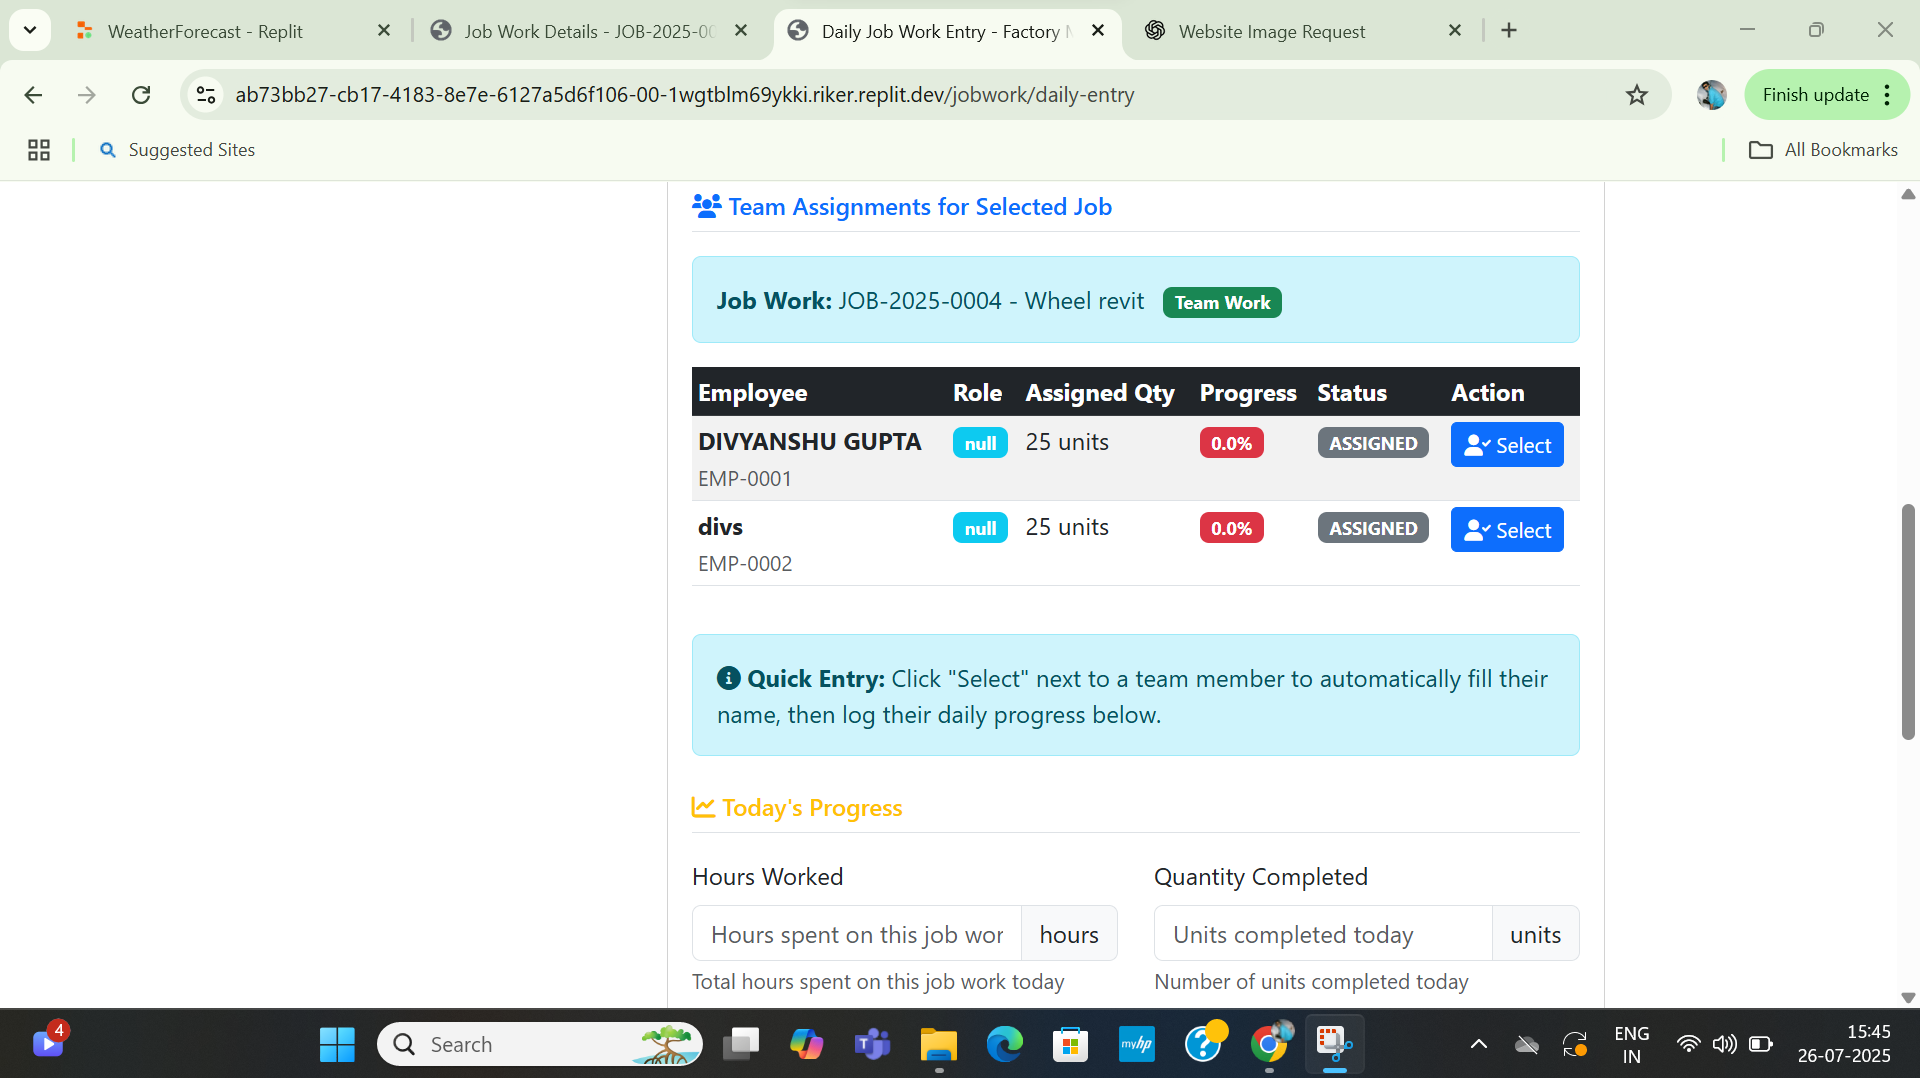 WeatherForecast - Replit
Job Work Details - JOB-2025-00
Daily Job Work Entry - Factory M
Website Image Request
ab73bb27-cb17-4183-8e7e-6127a5d6f106-00-1wgtblm69ykki.riker.replit.dev/jobwork/daily-entry
Finish update
Suggested Sites
All Bookmarks
Team Assignments for Selected Job
Job Work: JOB-2025-0004 - Wheel revit Team Work
Employee Role Assigned Qty Progress Status Action
DIVYANSHU GUPTA null 25 units 0.0% ASSIGNED Select
EMP-0001
divs null 25 units 0.0% ASSIGNED Select
EMP-0002
Quick Entry: Click "Select" next to a team member to automatically fill their
name, then log their daily progress below.
Today's Progress
Hours Worked Quantity Completed
Hours spent on this job wor hours Units completed today units
Total hours spent on this job work today Number of units completed today
4
Search
myhp
ENG
IN
15:45
26-07-2025